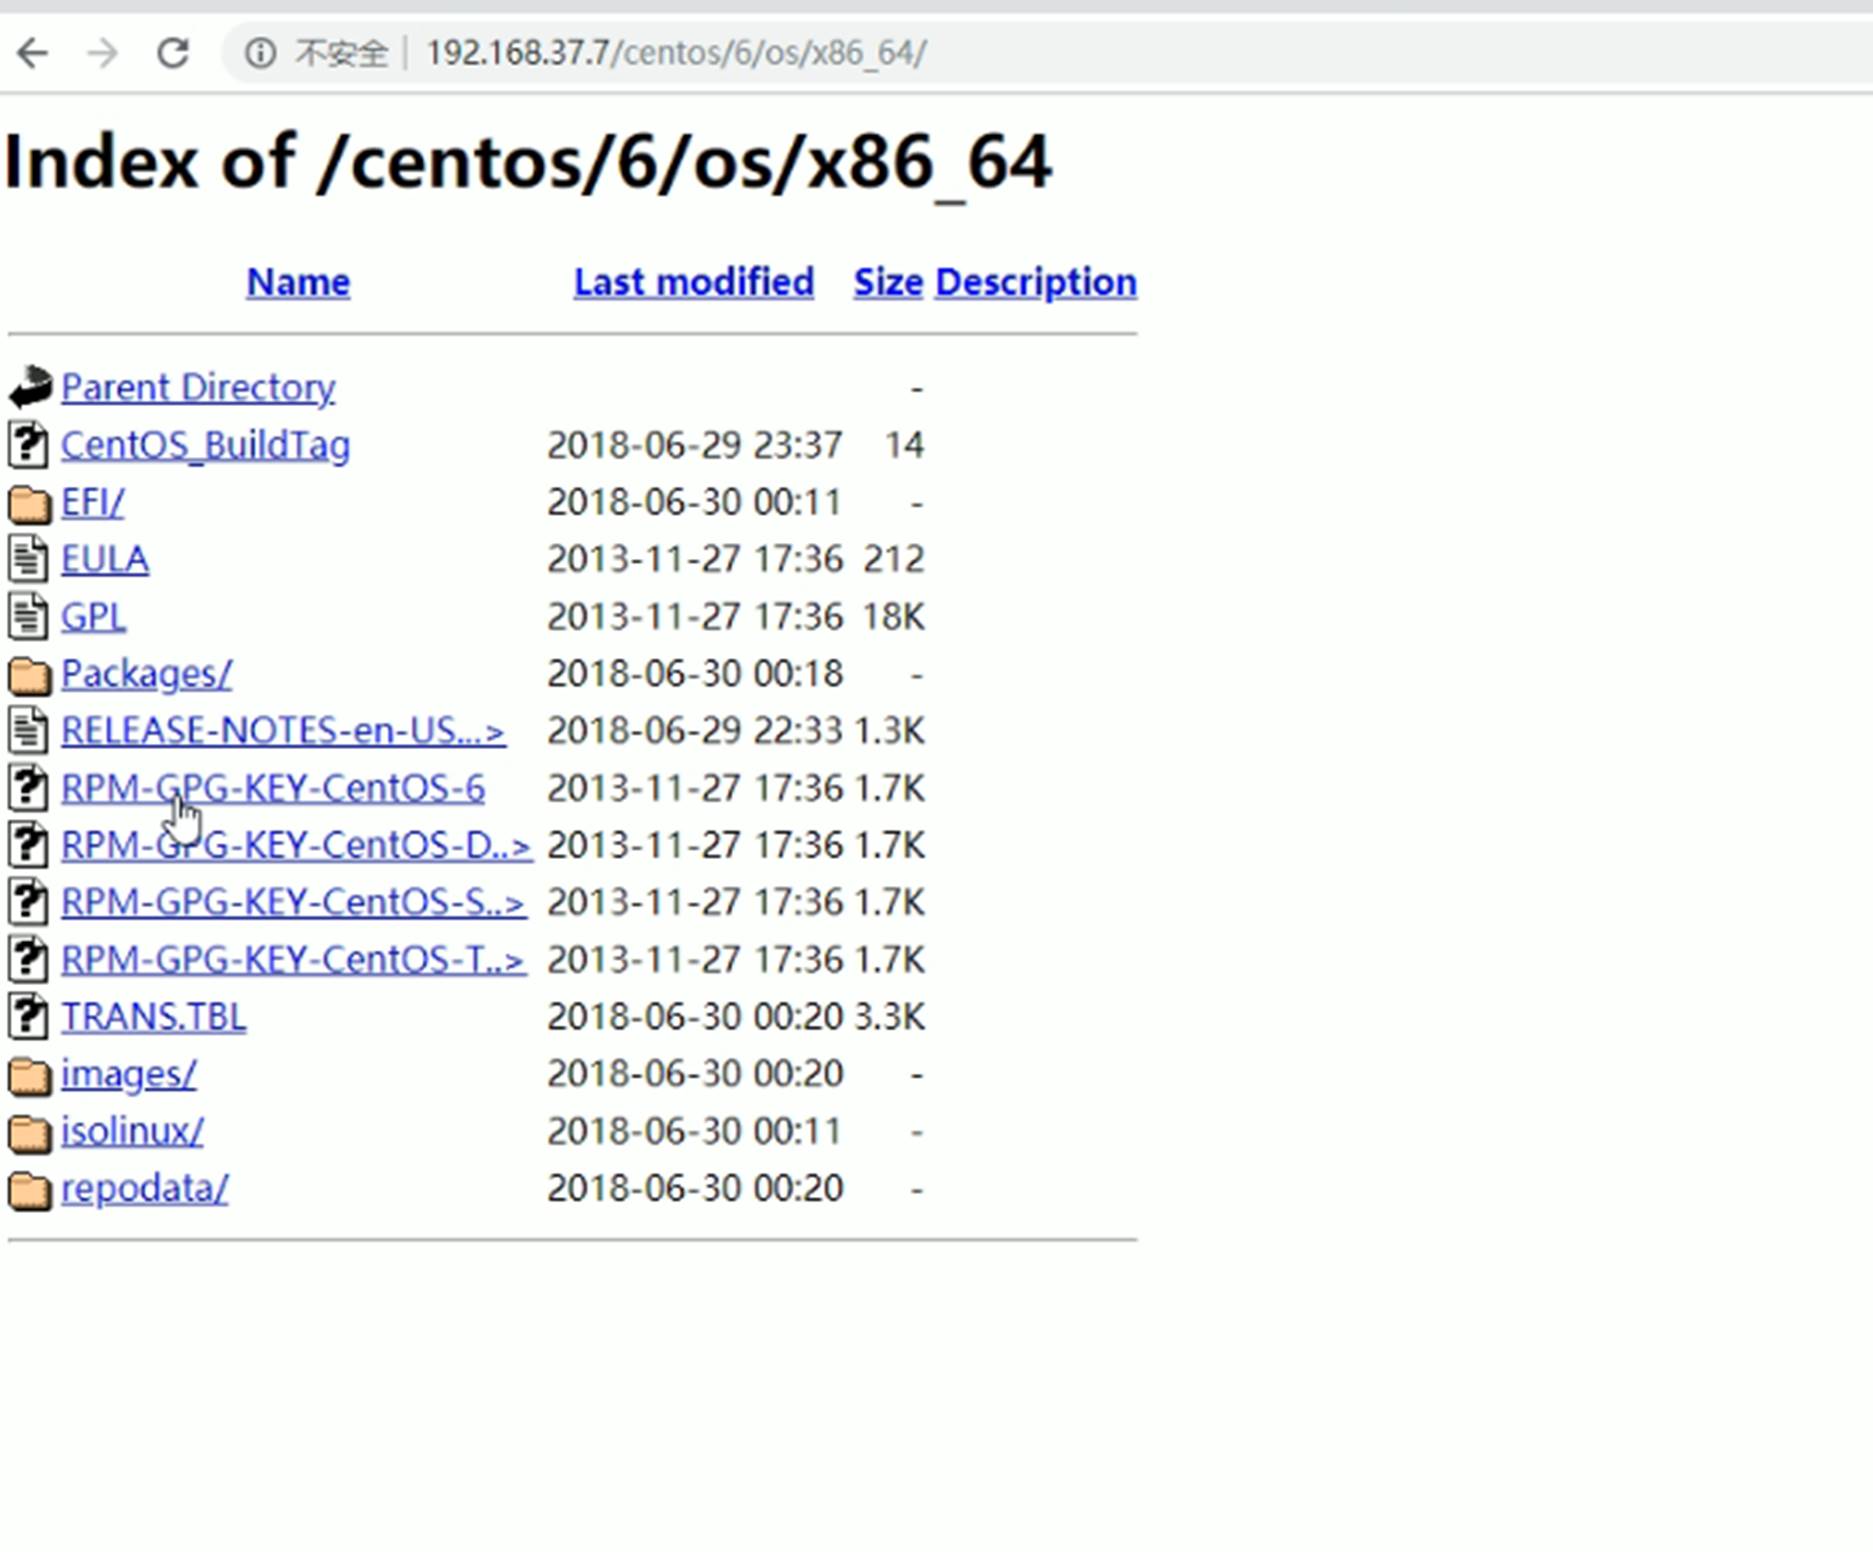 不安全 | 192.168.37.7/centos/6/os/x86_64/
Index of /centos/6/os/x86_64
Name Last modified Size Description
Parent Directory -
CentOS_BuildTag 2018-06-29 23:37 14
EFI/ 2018-06-30 00:11 -
EULA 2013-11-27 17:36 212
GPL 2013-11-27 17:36 18K
Packages/ 2018-06-30 00:18 -
RELEASE-NOTES-en-US...> 2018-06-29 22:33 1.3K
RPM-GPG-KEY-CentOS-6 2013-11-27 17:36 1.7K
RPM-GPG-KEY-CentOS-D..> 2013-11-27 17:36 1.7K
RPM-GPG-KEY-CentOS-S..> 2013-11-27 17:36 1.7K
RPM-GPG-KEY-CentOS-T..> 2013-11-27 17:36 1.7K
TRANS.TBL 2018-06-30 00:20 3.3K
images/ 2018-06-30 00:20 -
isolinux/ 2018-06-30 00:11 -
repodata/ 2018-06-30 00:20 -